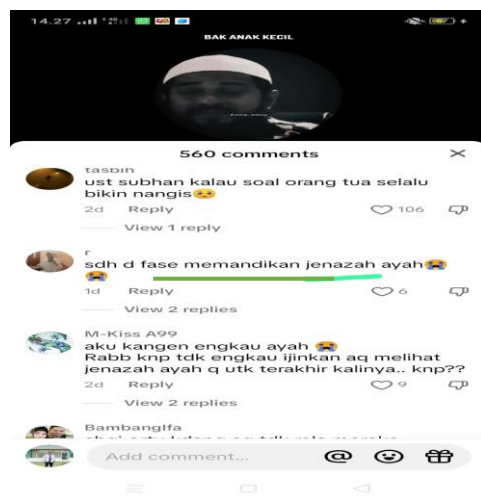 14.27
BAK ANAK KECIL
560 comments
tasbih
ust subhan kalau soal orang tua selalu
bikin nangis🥺
2d Reply 106
View 1 reply
r
sdh d fase memandikan jenazah ayah😭
😭
1d Reply 6
View 2 replies
M-Kiss A99
aku kangen engkau ayah 😭
Rabb knp tdk engkau ijinkan aq melihat
jenazah ayah q utk terakhir kalinya.. knp??
2d Reply 9
View 2 replies
BambangIfa
Add comment...